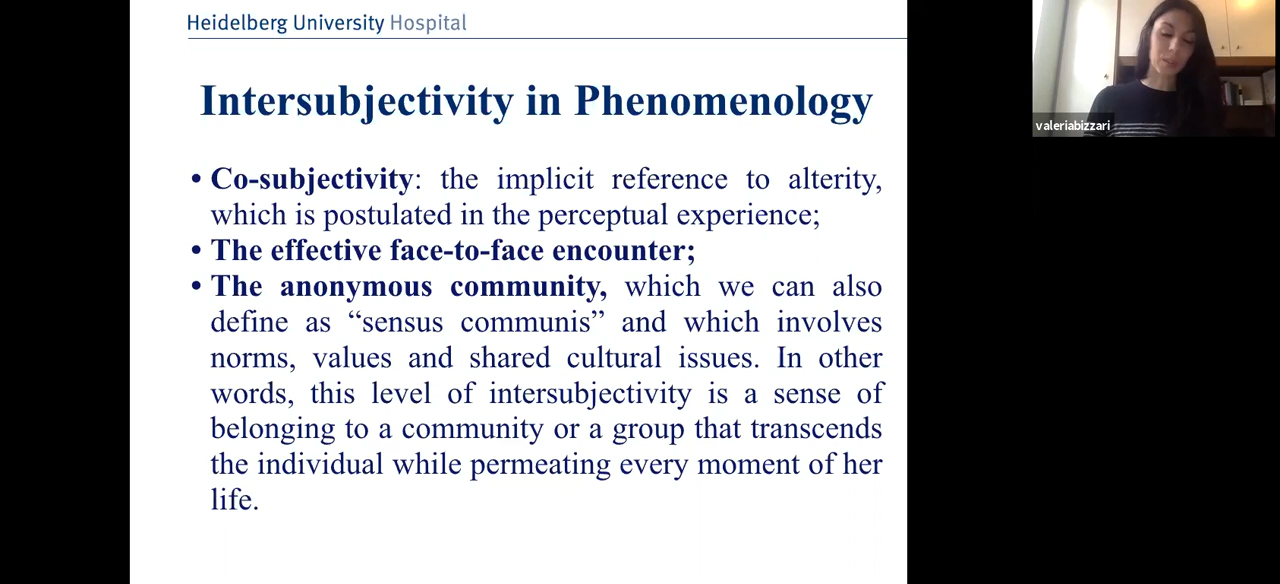 Heidelberg University Hospital
Intersubjectivity in Phenomenology
• Co-subjectivity: the implicit reference to alterity,
which is postulated in the perceptual experience;
• The effective face-to-face encounter;
• The anonymous community, which we can also
define as “sensus communis” and which involves
norms, values and shared cultural issues. In other
words, this level of intersubjectivity is a sense of
belonging to a community or a group that transcends
the individual while permeating every moment of her
life.
valeriabizzari